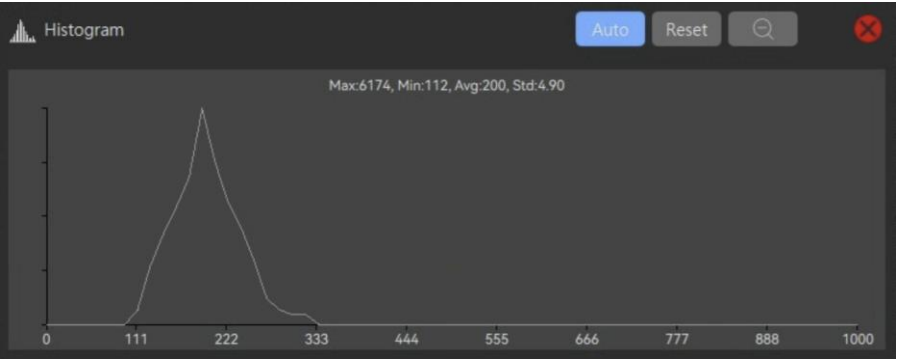 Histogram Auto Reset
Max:6174, Min:112, Avg:200, Std:4.90
0 111 222 333 444 555 666 777 888 1000